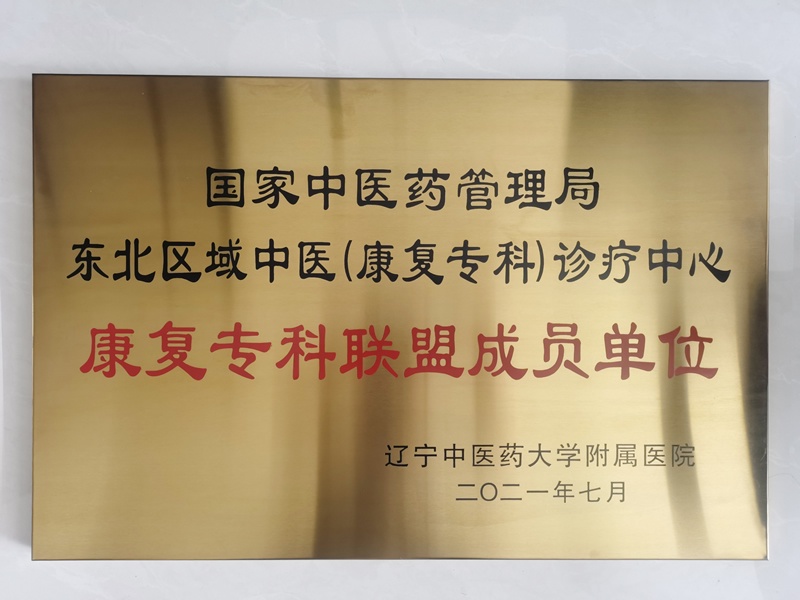 国家中医药管理局
东北区域中医(康复专科)诊疗中心
康复专科联盟成员单位
辽宁中医药大学附属医院
二〇二一年七月